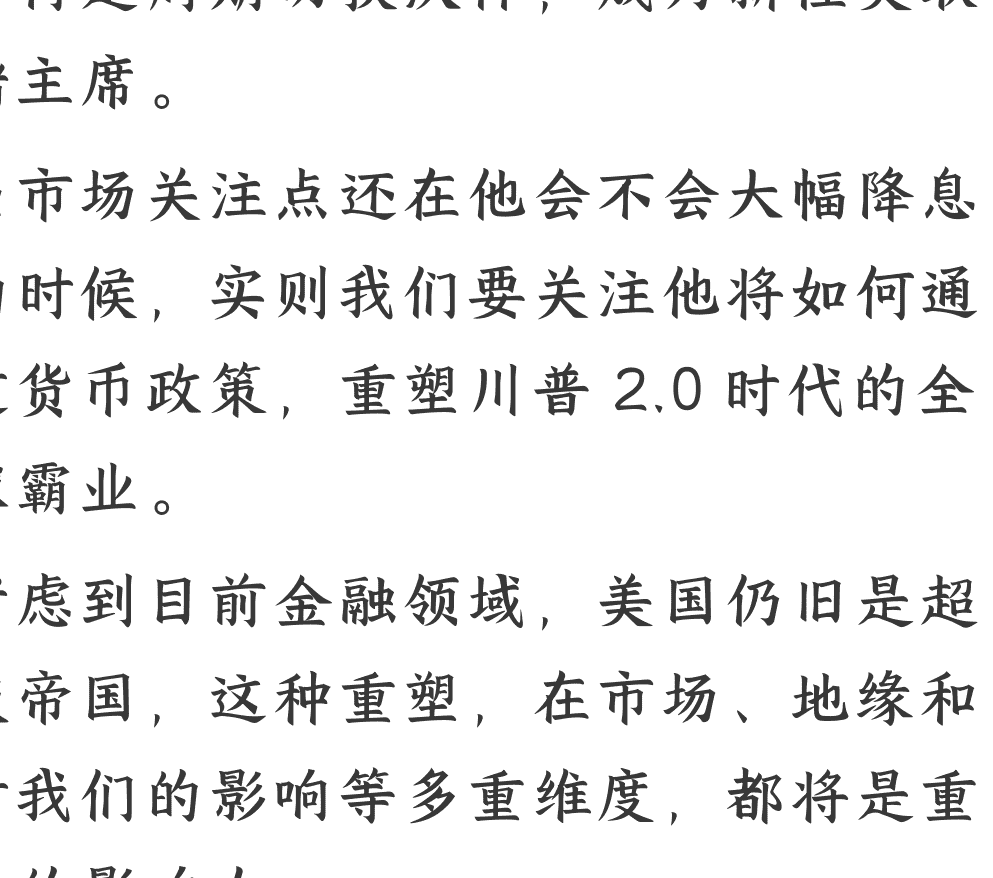 主席。
市场关注点还在他会不会大幅降息
时候，实则我们要关注他将如何通
货币政策，重塑川普 2.0 时代的全
霸业。
虑到目前金融领域，美国仍旧是超
帝国，这种重塑，在市场、地缘和
我们的影响等多重维度，都将是重